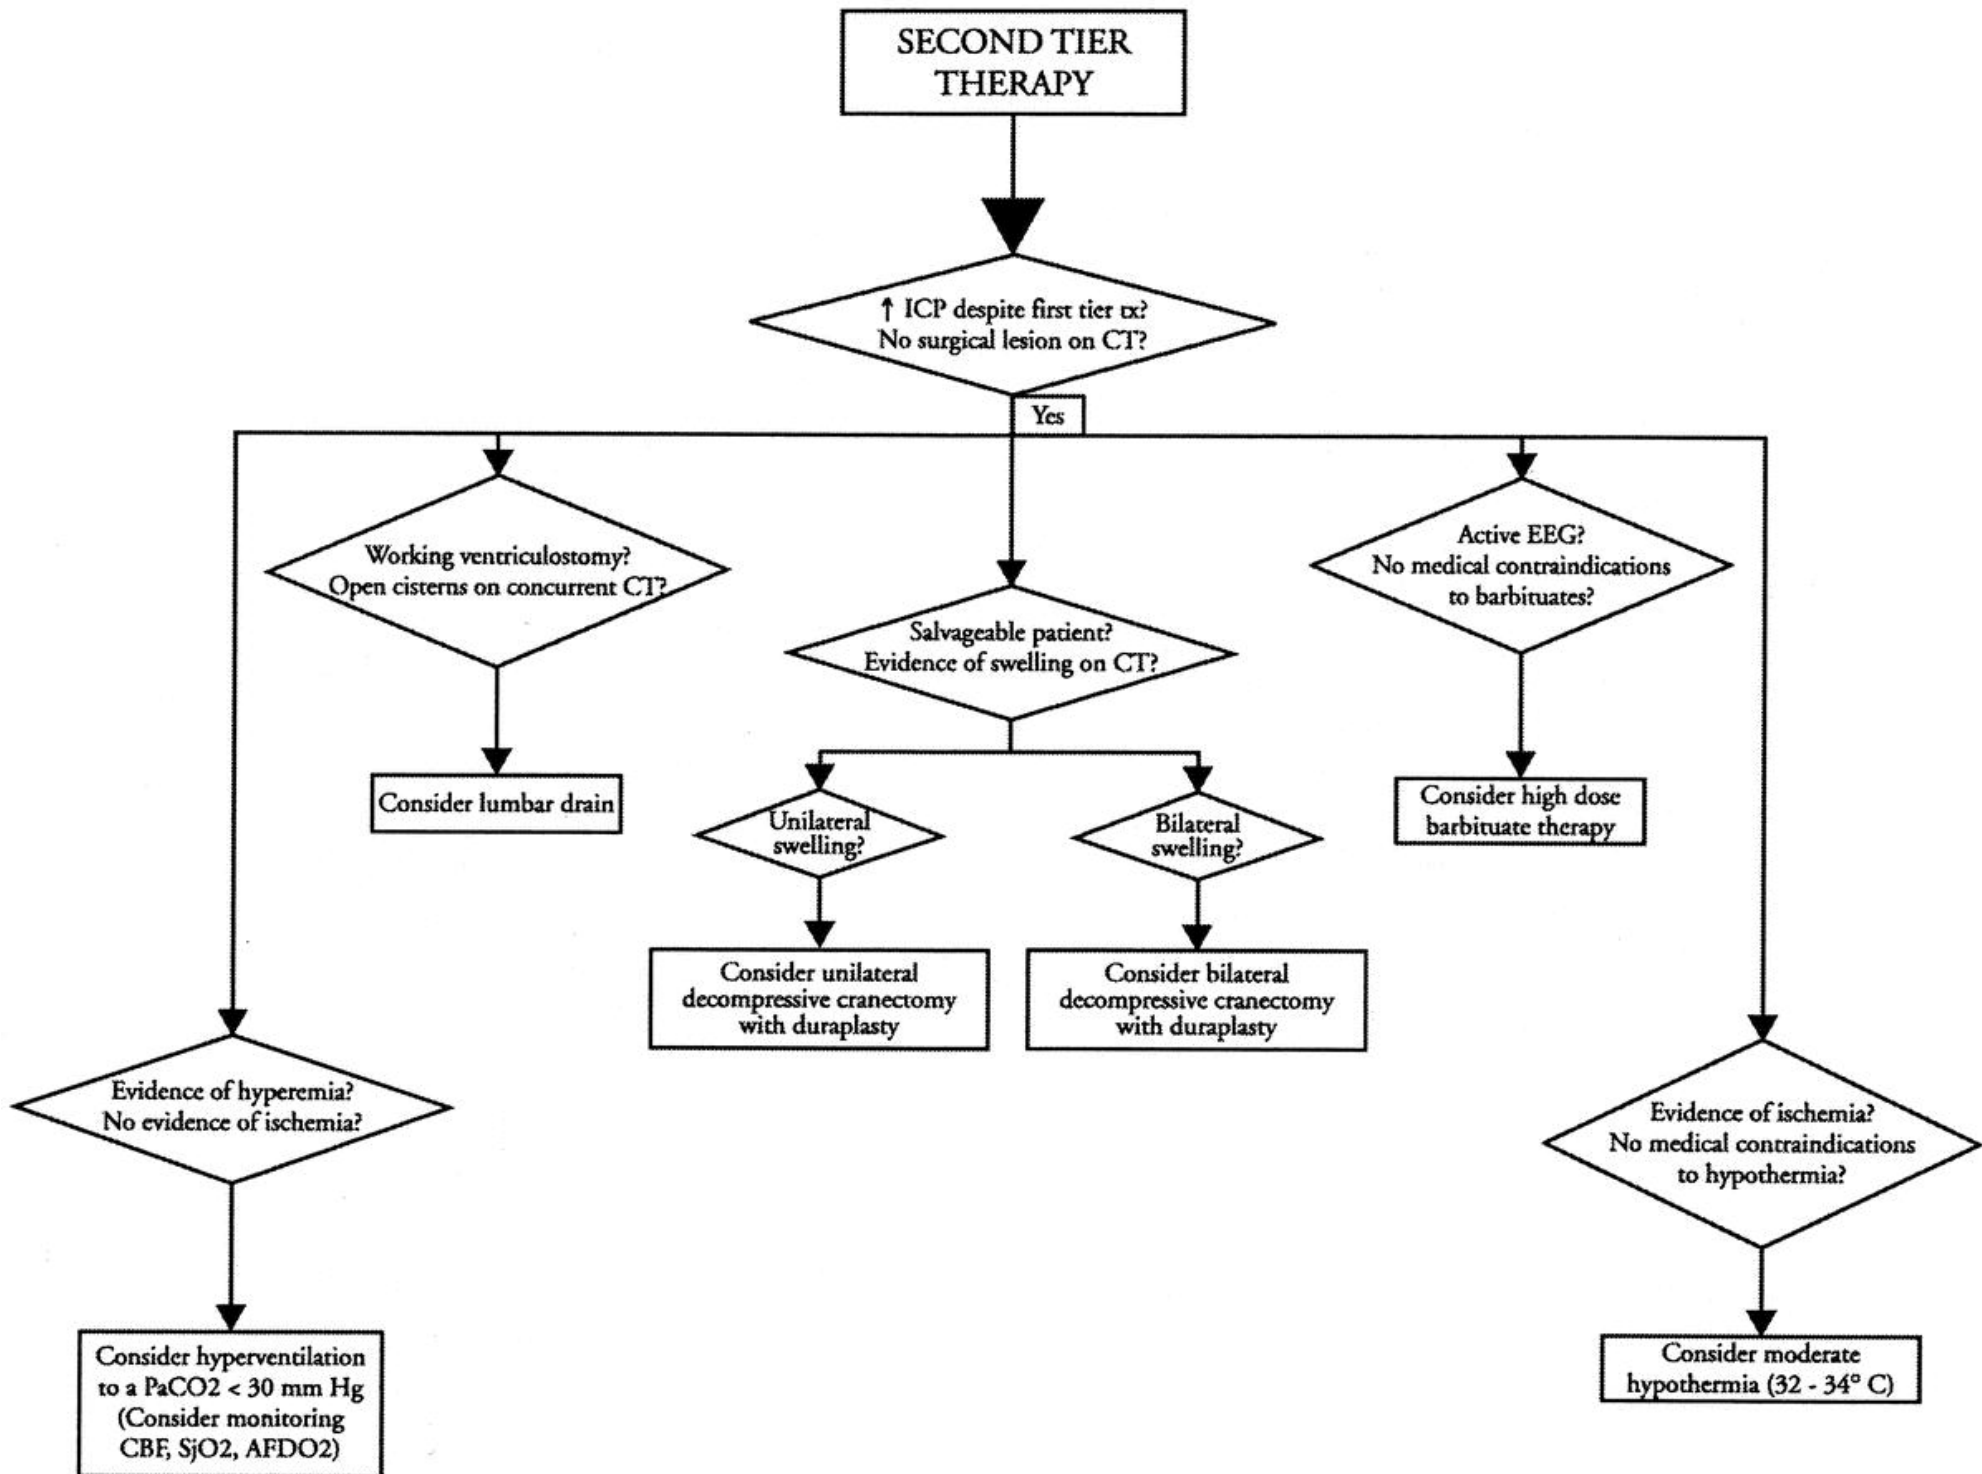 SECOND TIER
THERAPY
↑ ICP despite first tier tx?
No surgical lesion on CT?
Yes
Working ventriculostomy?
Open cisterns on concurrent CT?
Active EEG?
No medical contraindications
to barbituates?
Salvageable patient?
Evidence of swelling on CT?
Consider lumbar drain
Unilateral
swelling?
Bilateral
swelling?
Consider high dose
barbituate therapy
Consider unilateral
decompressive cranectomy
with duraplasty
Consider bilateral
decompressive cranectomy
with duraplasty
Evidence of hyperemia?
No evidence of ischemia?
Evidence of ischemia?
No medical contraindications
to hypothermia?
Consider hyperventilation
to a PaCO2 < 30 mm Hg
(Consider monitoring
CBF, SjO2, AFDO2)
Consider moderate
hypothermia (32 - 34° C)